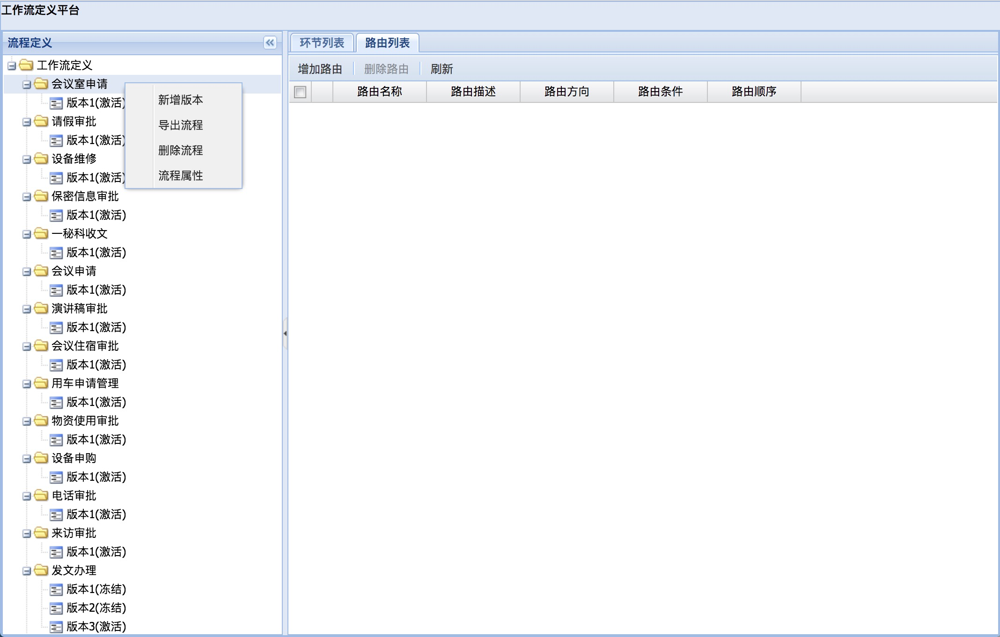 工作流定义平台
流程定义
工作流定义
会议室申请
版本1(激活)
请假审批
版本1(激活)
设备维修
版本1(激活)
保密信息审批
版本1(激活)
一秘科收文
版本1(激活)
会议申请
版本1(激活)
演讲稿审批
版本1(激活)
会议住宿审批
版本1(激活)
用车申请管理
版本1(激活)
物资使用审批
版本1(激活)
设备申购
版本1(激活)
电话审批
版本1(激活)
来访审批
版本1(激活)
发文办理
版本1(冻结)
版本2(冻结)
版本3(激活)
新增版本
导出流程
删除流程
流程属性
环节列表 路由列表
增加路由 删除路由 刷新
路由名称 路由描述 路由方向 路由条件 路由顺序